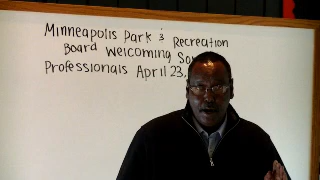 Minneapolis Park & Recreation
Board Welcoming
Professionals April 23,